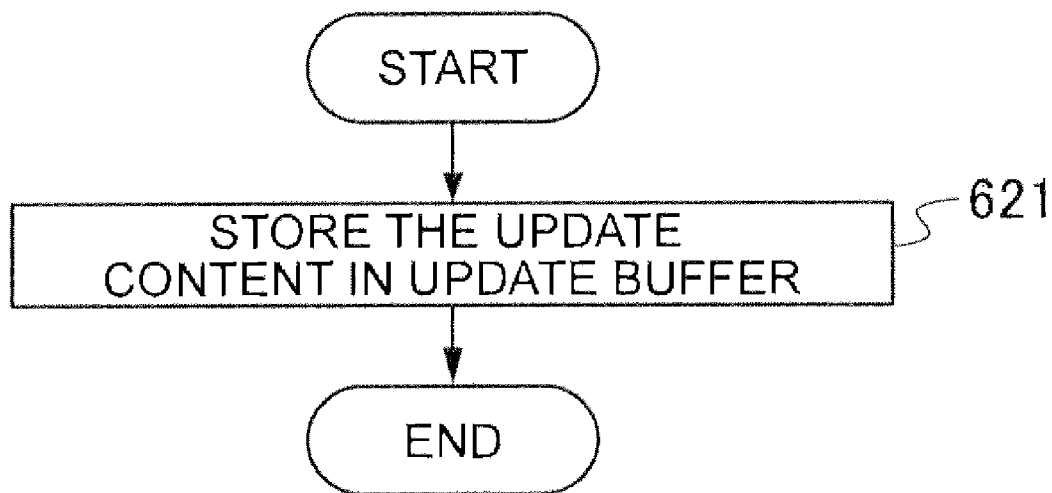 START
621
STORE THE UPDATE
CONTENT IN UPDATE BUFFER
END